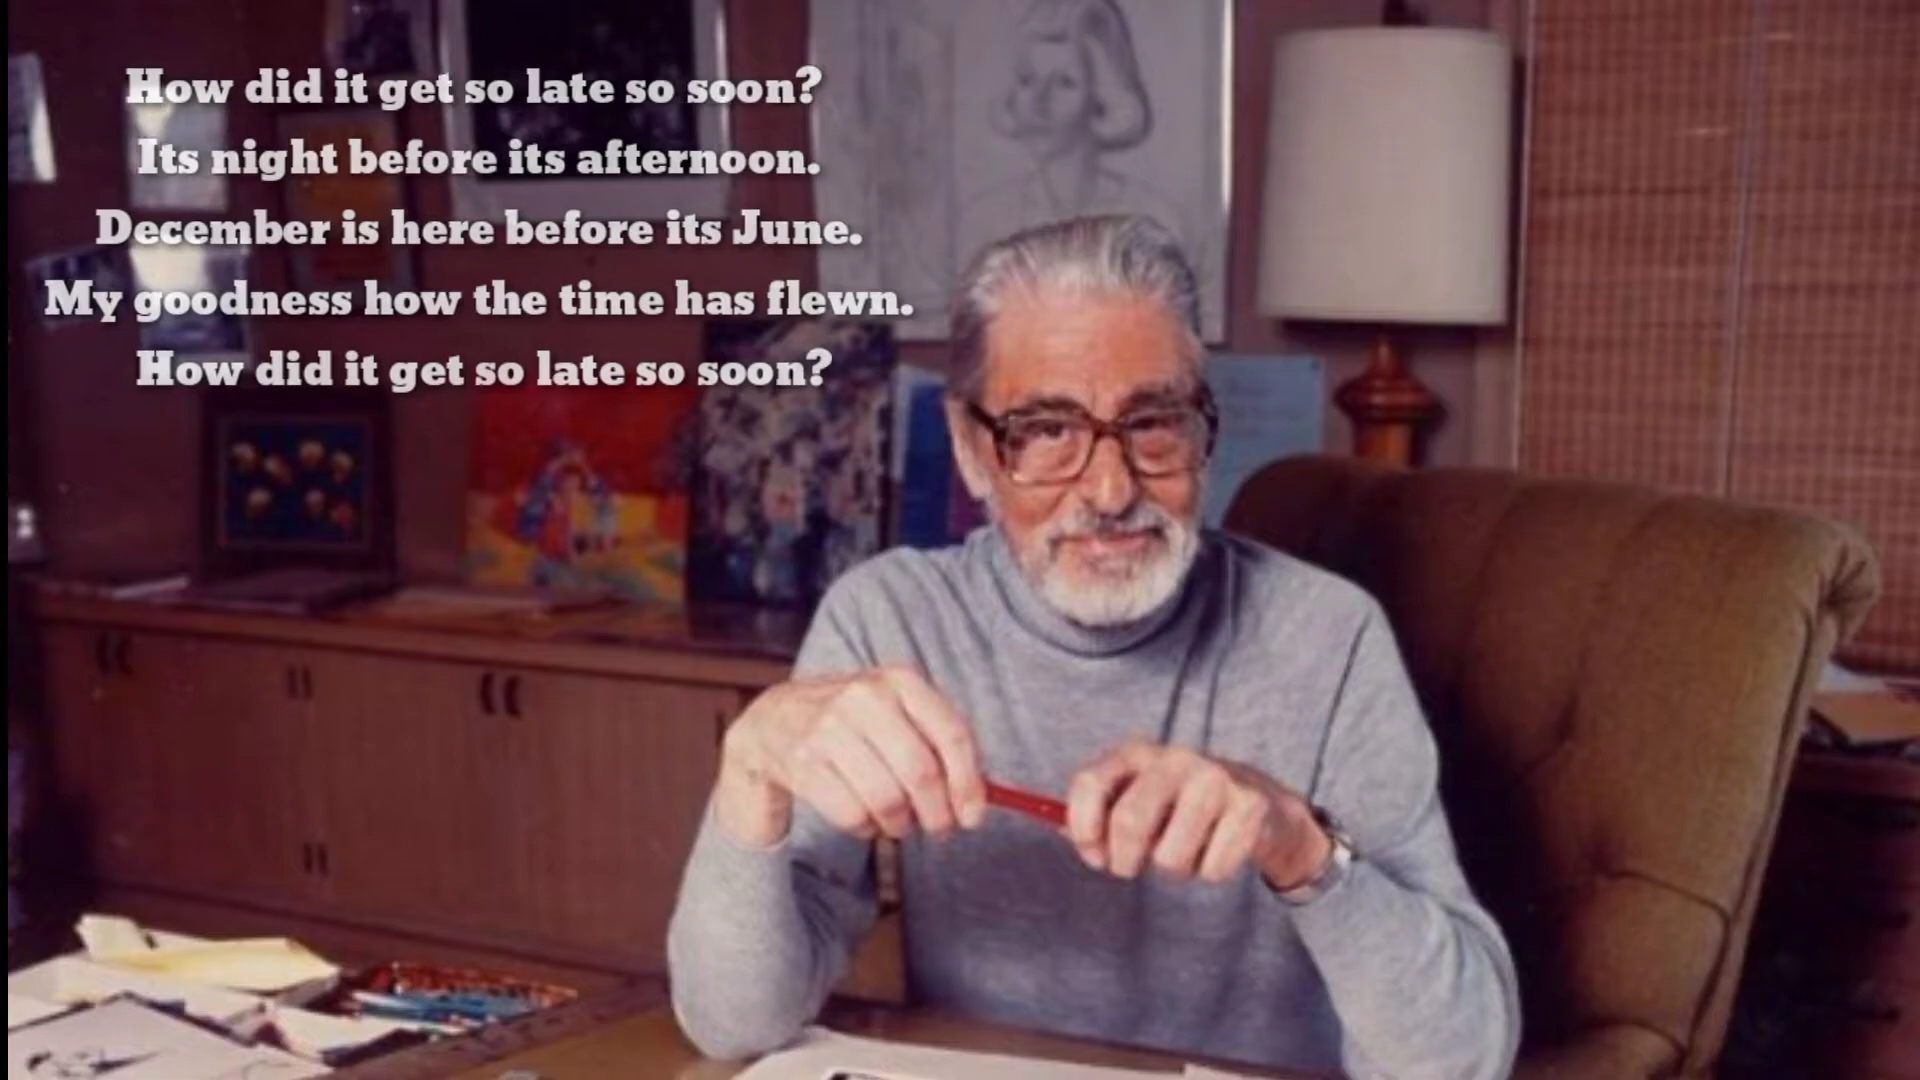 How did it get so late so soon?
Its night before its afternoon.
December is here before its June.
My goodness how the time has flewn.
How did it get so late so soon?